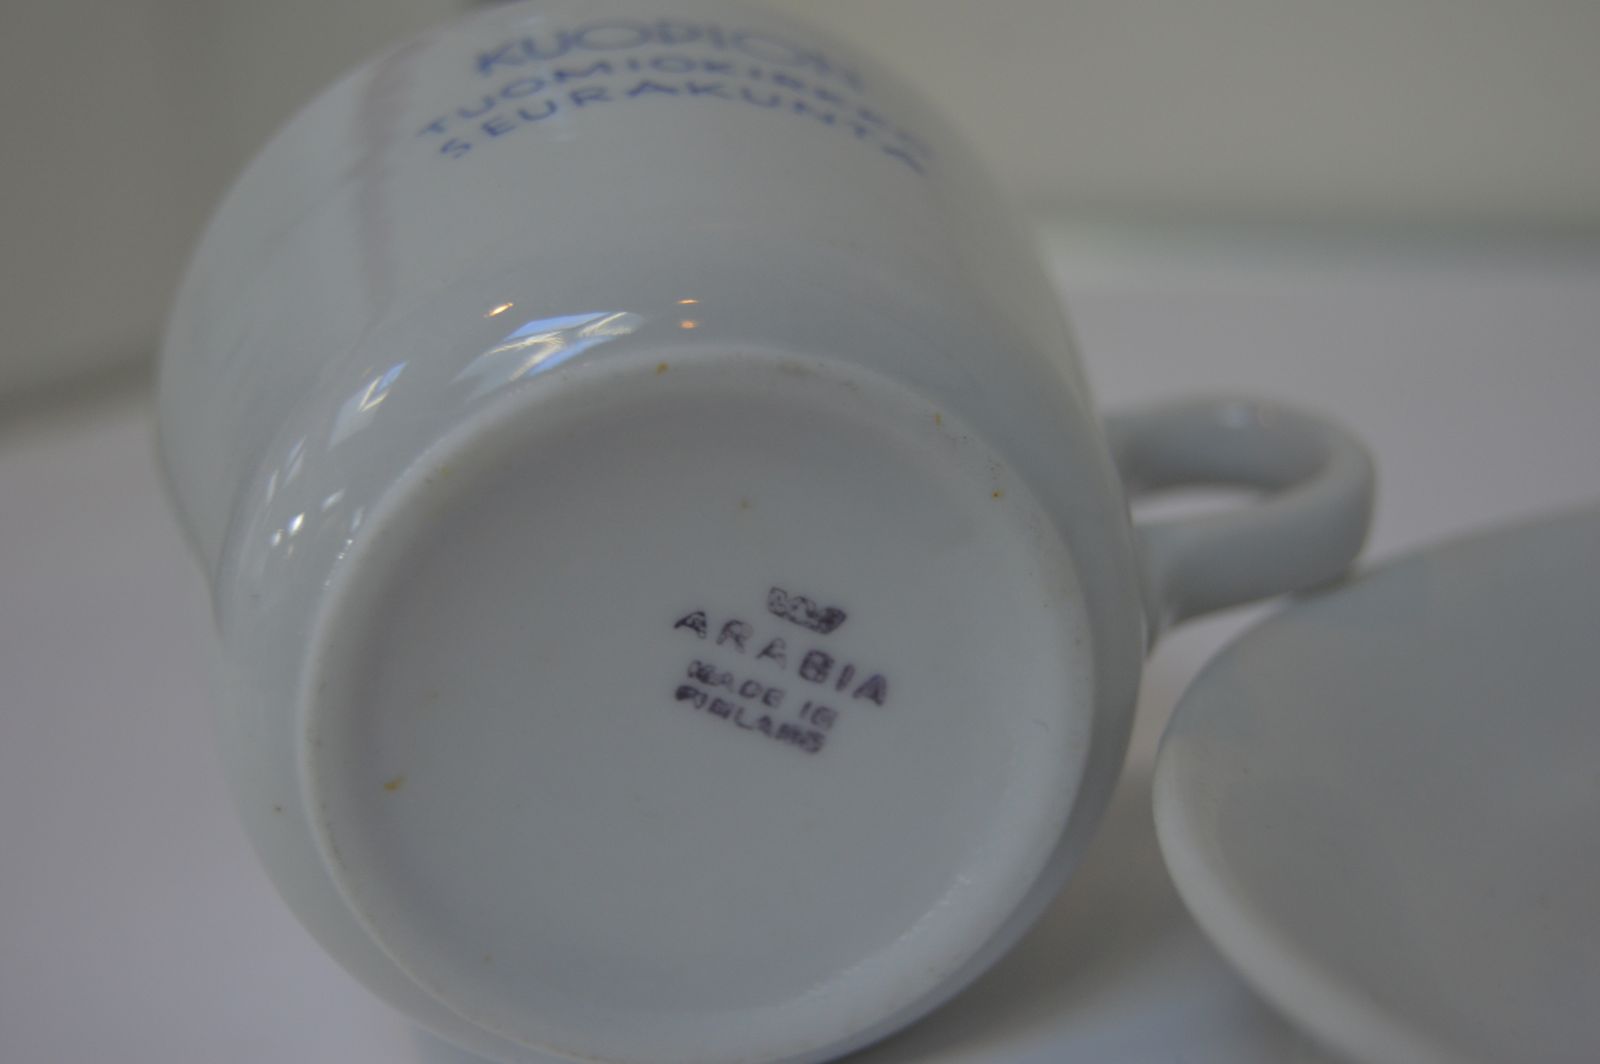 KUOPION
TUOMIOKIRKKO
SEURAKUNTA
ARABIA
MADE IN
FINLAND